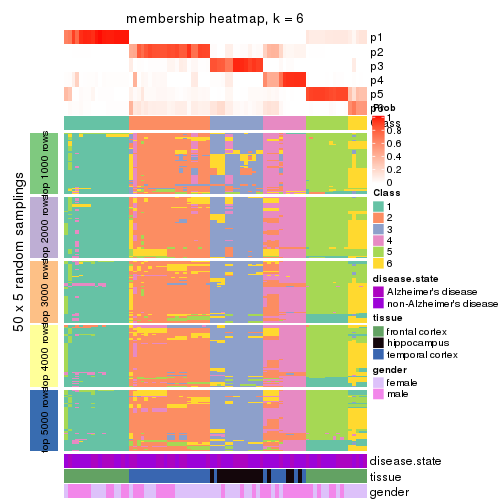 membership heatmap, k = 6
p1
p2
p3
p4
p5
Prob
1
0.8
0.6
0.4
0.2
0
Class
1
2
3
4
5
6
disease.state
Alzheimer's disease
non-Alzheimer's disease
tissue
frontal cortex
hippocampus
temporal cortex
gender
female
male
50 x 5 random samplings
top 1000 rows
top 2000 rows
top 3000 rows
top 4000 rows
top 5000 rows
disease.state
tissue
gender